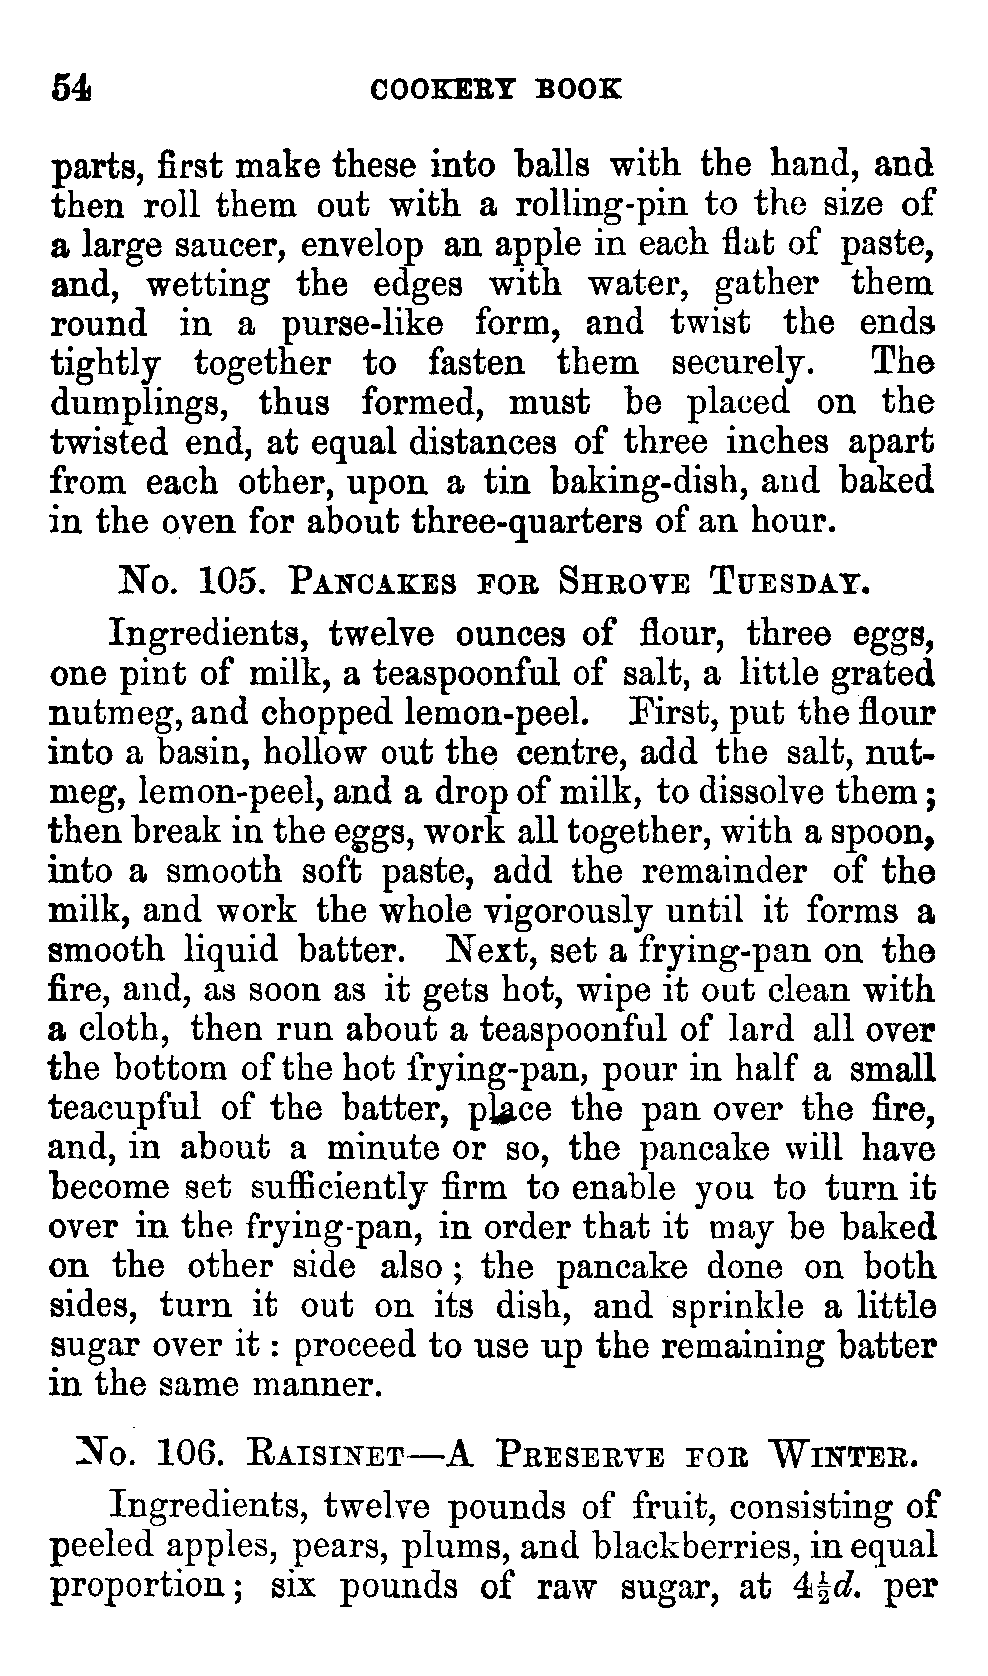 54 COOKERY BOOK
parts, first make these into balls with the hand, and
then roll them out with a rolling-pin to the size of
a large saucer, envelop an apple in each flat of paste,
and, wetting the edges with water, gather them
round in a purse-like form, and twist the ends
tightly together to fasten them securely. The
dumplings, thus formed, must be placed on the
twisted end, at equal distances of three inches apart
from each other, upon a tin baking-dish, and baked
in the oven for about three-quarters of an hour.
No. 105. Pancakes for Shrove Tuesday.
Ingredients, twelve ounces of flour, three eggs,
one pint of milk, a teaspoonful of salt, a little grated
nutmeg, and chopped lemon-peel. First, put the flour
into a basin, hollow out the centre, add the salt, nut-
meg, lemon-peel, and a drop of milk, to dissolve them;
then break in the eggs, work all together, with a spoon,
into a smooth soft paste, add the remainder of the
milk, and work the whole vigorously until it forms a
smooth liquid batter. Next, set a frying-pan on the
fire, and, as soon as it gets hot, wipe it out clean with
a cloth, then run about a teaspoonful of lard all over
the bottom of the hot frying-pan, pour in half a small
teacupful of the batter, place the pan over the fire,
and, in about a minute or so, the pancake will have
become set sufficiently firm to enable you to turn it
over in the frying-pan, in order that it may be baked
on the other side also; the pancake done on both
sides, turn it out on its dish, and sprinkle a little
sugar over it: proceed to use up the remaining batter
in the same manner.
No. 106. Raisinet—A Preserve for Winter.
Ingredients, twelve pounds of fruit, consisting of
peeled apples, pears, plums, and blackberries, in equal
proportion; six pounds of raw sugar, at 4½d. per